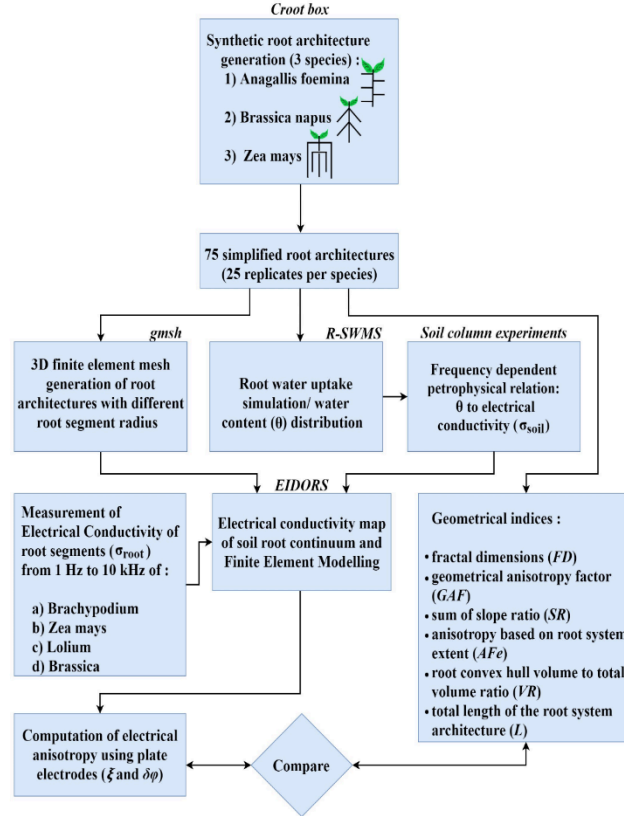 Croot box
Synthetic root architecture
generation (3 species) :
1) Anagallis foemina
2) Brassica napus
3) Zea mays
75 simplified root architectures
(25 replicates per species)
gmsh
R-SWMS
Soil column experiments
3D finite element mesh
generation of root
architectures with different
root segment radius
Root water uptake
simulation/ water
content (θ) distribution
Frequency dependent
petrophysical relation:
θ to electrical
conductivity (σsoil)
EIDORS
Measurement of
Electrical Conductivity of
root segments (σroot)
from 1 Hz to 10 kHz of :
a) Brachypodium
b) Zea mays
c) Lolium
d) Brassica
Electrical conductivity map
of soil root continuum and
Finite Element Modelling
Geometrical indices :
• fractal dimensions (FD)
• geometrical anisotropy factor
(GAF)
• sum of slope ratio (SR)
• anisotropy based on root system
extent (AFe)
• root convex hull volume to total
volume ratio (VR)
• total length of the root system
architecture (L)
Computation of electrical
anisotropy using plate
electrodes (ξ and δφ)
Compare